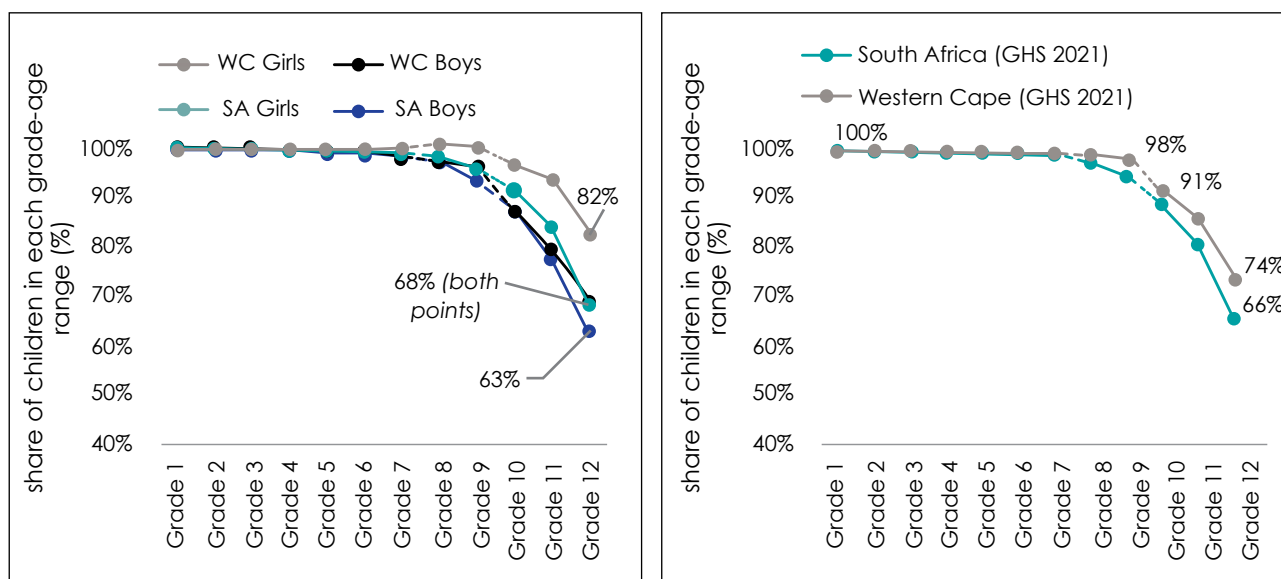 share of children in each grade-age
range (%)
WC Girls
WC Boys
SA Girls
SA Boys
100%
90%
80%
70%
60%
50%
40%
82%
68% (both
points)
63%
Grade 1
Grade 2
Grade 3
Grade 4
Grade 5
Grade 6
Grade 7
Grade 8
Grade 9
Grade 10
Grade 11
Grade 12
share of children in each grade-age
range (%)
South Africa (GHS 2021)
Western Cape (GHS 2021)
100%
90%
80%
70%
60%
50%
40%
100%
98%
91%
74%
66%
Grade 1
Grade 2
Grade 3
Grade 4
Grade 5
Grade 6
Grade 7
Grade 8
Grade 9
Grade 10
Grade 11
Grade 12